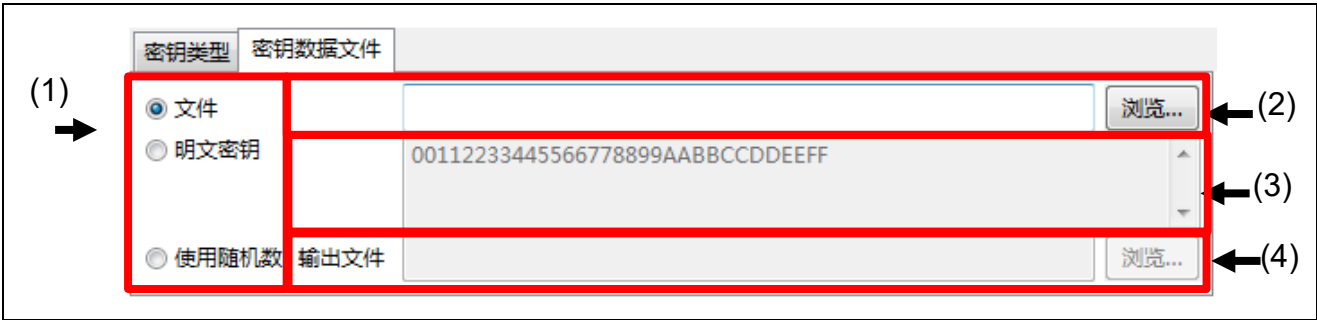 密钥类型 密钥数据文件
(1)
文件 浏览... (2)
明文密钥 00112233445566778899AABBCCDDEEFF
(3)
使用随机数 输出文件 浏览... (4)